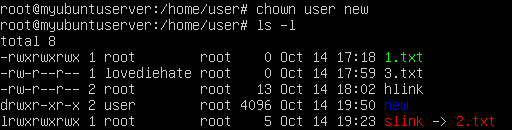 root@myubuntuserver:/home/user# chown user new
root@myubuntuserver:/home/user# ls -l
total 8
-rwxrwxrwx 1 root       root    0 Oct 14 17:18 1.txt
-rw-r--r-- 1 lovediehate root    0 Oct 14 17:59 3.txt
-rw-r--r-- 2 root       root   13 Oct 14 18:02 hlink
drwxr-xr-x 2 user       root 4096 Oct 14 19:50 new
lrwxrwxrwx 1 root       root    5 Oct 14 19:23 slink -> 2.txt